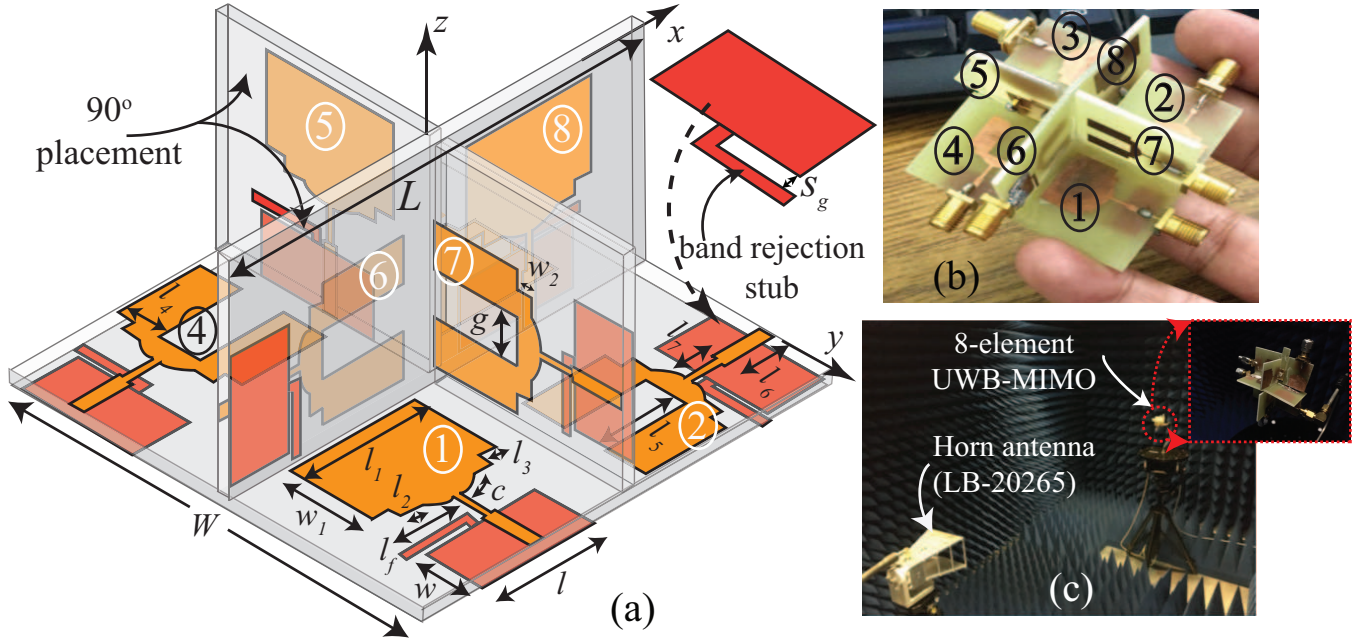 z
x
90°
placement
5
8
L
s_g
band rejection
stub
6
7
w_2
g
l_4
4
y
l_7
l_6
2
l_5
1
l_1
l_3
l_2
c
w_1
l_f
w
l
W
(a)
3
8
5
2
4
6
7
1
(b)
8-element
UWB-MIMO
Horn antenna
(LB-20265)
(c)